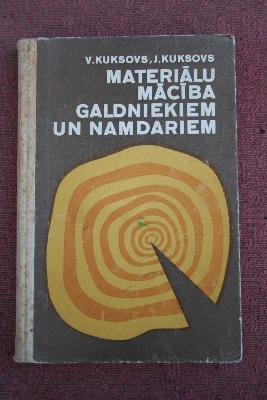 V. KUKSOVS, J. KUKSOVS
MATERIĀLU
MĀCĪBA
GALDNIEKIEM
UN NAMDARIEM